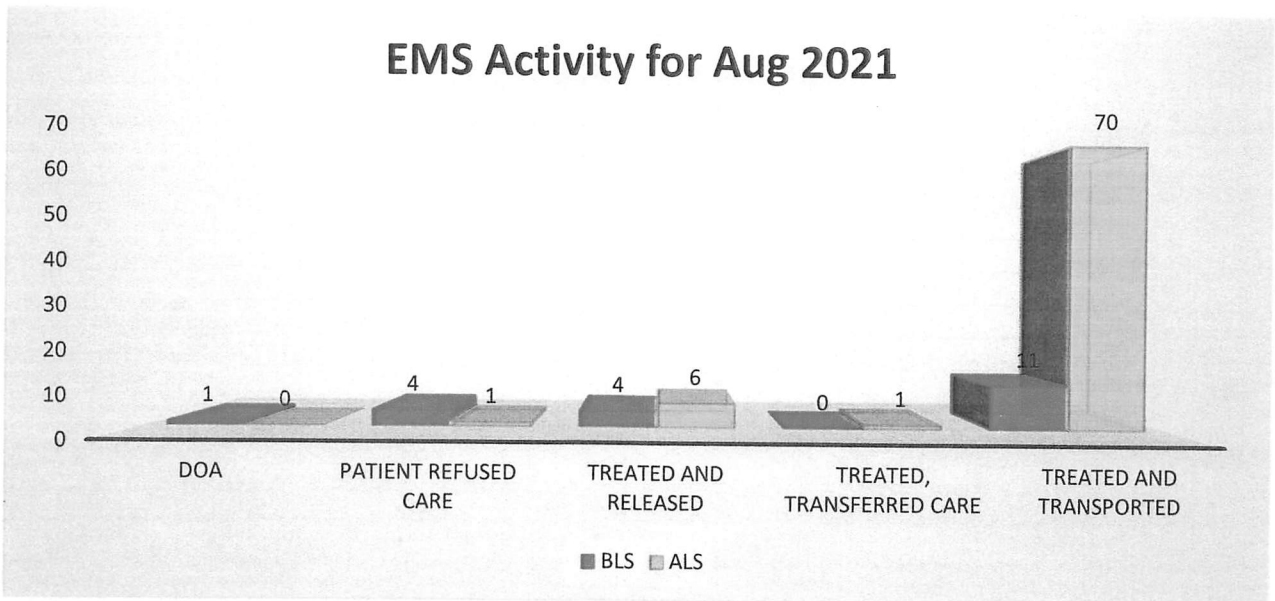 EMS Activity for Aug 2021
70
60
50
40
30
20
10
0
1
0
4
1
4
6
0
1
11
70
DOA
PATIENT REFUSED
CARE
TREATED AND
RELEASED
TREATED,
TRANSFERRED CARE
TREATED AND
TRANSPORTED
BLS
ALS